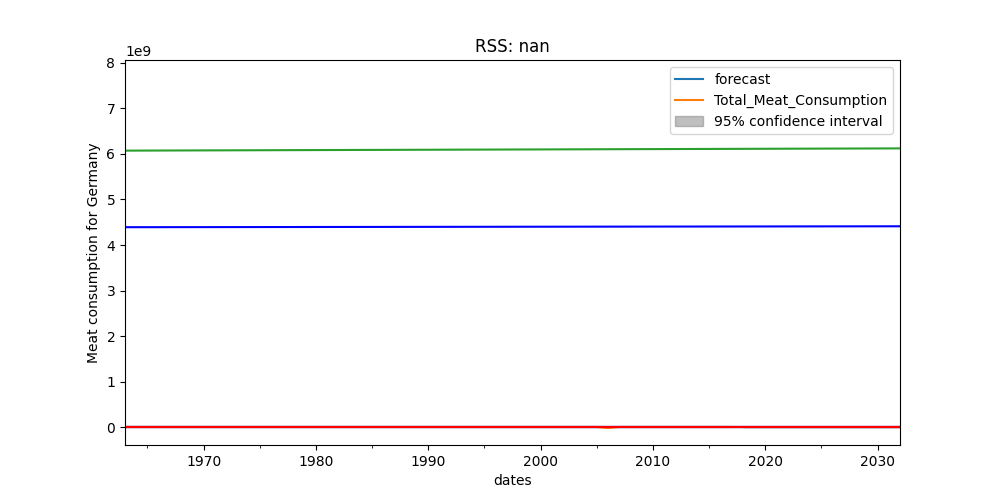 RSS: nan
1e9
8
7
6
5
4
3
2
1
0
Meat consumption for Germany
forecast
Total_Meat_Consumption
95% confidence interval
1970
1980
1990
2000
2010
2020
2030
dates